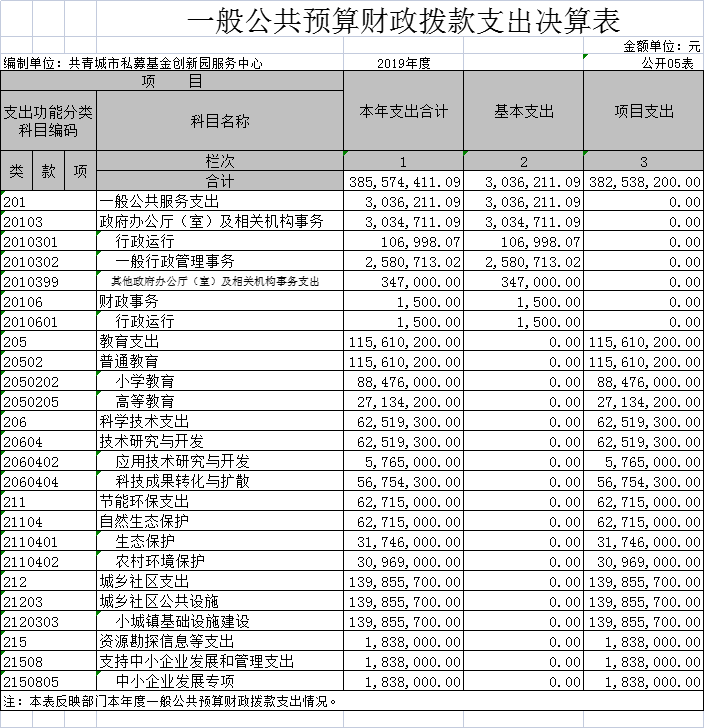 一般公共预算财政拨款支出决算表
金额单位：元
编制单位：共青城市私募基金创新园服务中心 2019年度 公开05表
项 目 本年支出合计 基本支出 项目支出
支出功能分类科目编码 科目名称
类 款 项 栏次 1 2 3
合计 385,574,411.09 3,036,211.09 382,538,200.00
201 一般公共服务支出 3,036,211.09 3,036,211.09 0.00
20103 政府办公厅（室）及相关机构事务 3,034,711.09 3,034,711.09 0.00
2010301 行政运行 106,998.07 106,998.07 0.00
2010302 一般行政管理事务 2,580,713.02 2,580,713.02 0.00
2010399 其他政府办公厅（室）及相关机构事务支出 347,000.00 347,000.00 0.00
20106 财政事务 1,500.00 1,500.00 0.00
2010601 行政运行 1,500.00 1,500.00 0.00
205 教育支出 115,610,200.00 0.00 115,610,200.00
20502 普通教育 115,610,200.00 0.00 115,610,200.00
2050202 小学教育 88,476,000.00 0.00 88,476,000.00
2050205 高等教育 27,134,200.00 0.00 27,134,200.00
206 科学技术支出 62,519,300.00 0.00 62,519,300.00
20604 技术研究与开发 62,519,300.00 0.00 62,519,300.00
2060402 应用技术研究与开发 5,765,000.00 0.00 5,765,000.00
2060404 科技成果转化与扩散 56,754,300.00 0.00 56,754,300.00
211 节能环保支出 62,715,000.00 0.00 62,715,000.00
21104 自然生态保护 62,715,000.00 0.00 62,715,000.00
2110401 生态保护 31,746,000.00 0.00 31,746,000.00
2110402 农村环境保护 30,969,000.00 0.00 30,969,000.00
212 城乡社区支出 139,855,700.00 0.00 139,855,700.00
21203 城乡社区公共设施 139,855,700.00 0.00 139,855,700.00
2120303 小城镇基础设施建设 139,855,700.00 0.00 139,855,700.00
215 资源勘探信息等支出 1,838,000.00 0.00 1,838,000.00
21508 支持中小企业发展和管理支出 1,838,000.00 0.00 1,838,000.00
2150805 中小企业发展专项 1,838,000.00 0.00 1,838,000.00
注：本表反映部门本年度一般公共预算财政拨款支出情况。